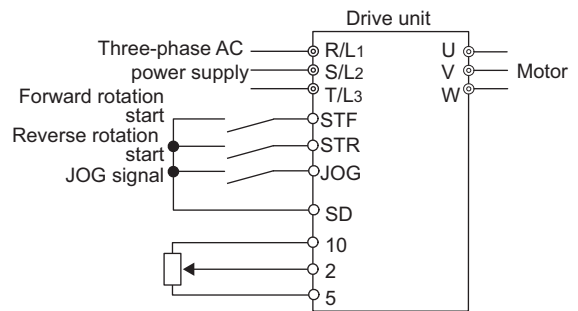 Drive unit
Three-phase AC
power supply
R/L1
S/L2
T/L3
U
V
W
Motor
Forward rotation
start
STF
Reverse rotation
start
STR
JOG signal
JOG
SD
10
2
5